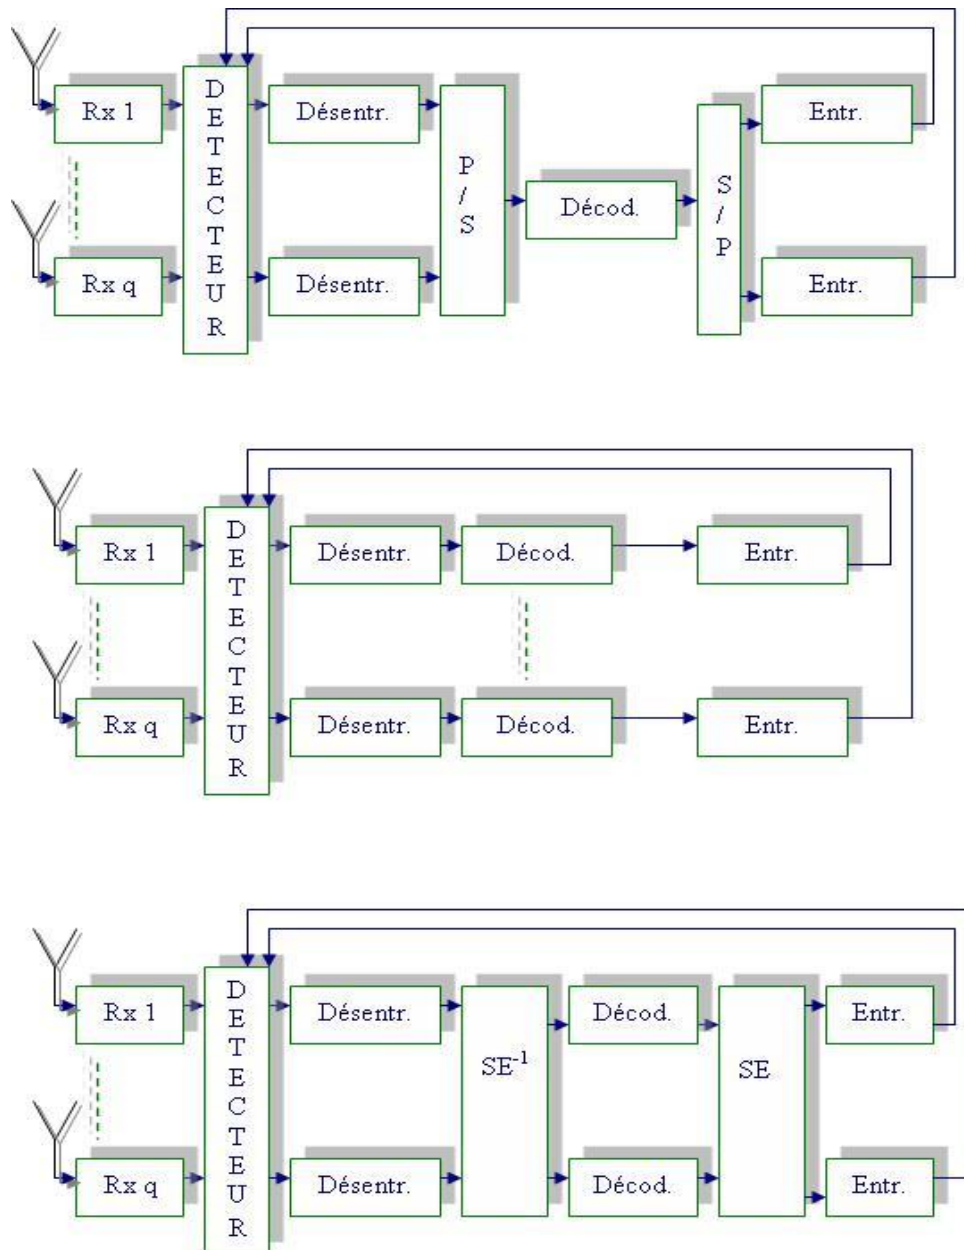 Rx 1
DETECTEUR
Désentr.
P/S
Décod.
S/P
Entr.
Rx q
Désentr.
Entr.
Rx 1
DETECTEUR
Désentr.
Décod.
Entr.
Rx q
Désentr.
Décod.
Entr.
Rx 1
DETECTEUR
Désentr.
SE⁻¹
Décod.
SE
Entr.
Rx q
Désentr.
Décod.
Entr.